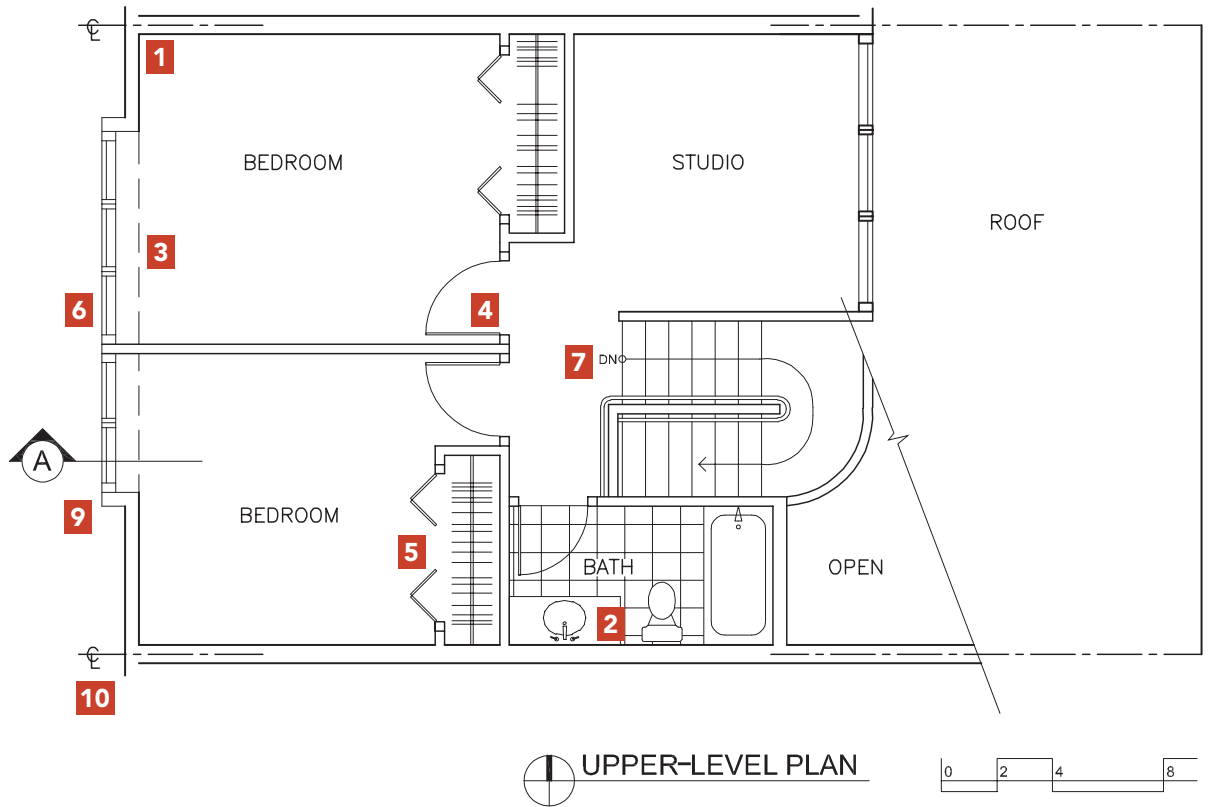 ℄
1
BEDROOM
STUDIO
ROOF
3
6
4
7 DN
A
9
BEDROOM
5
BATH
OPEN
2
℄
10
UPPER-LEVEL PLAN
0 2 4 8